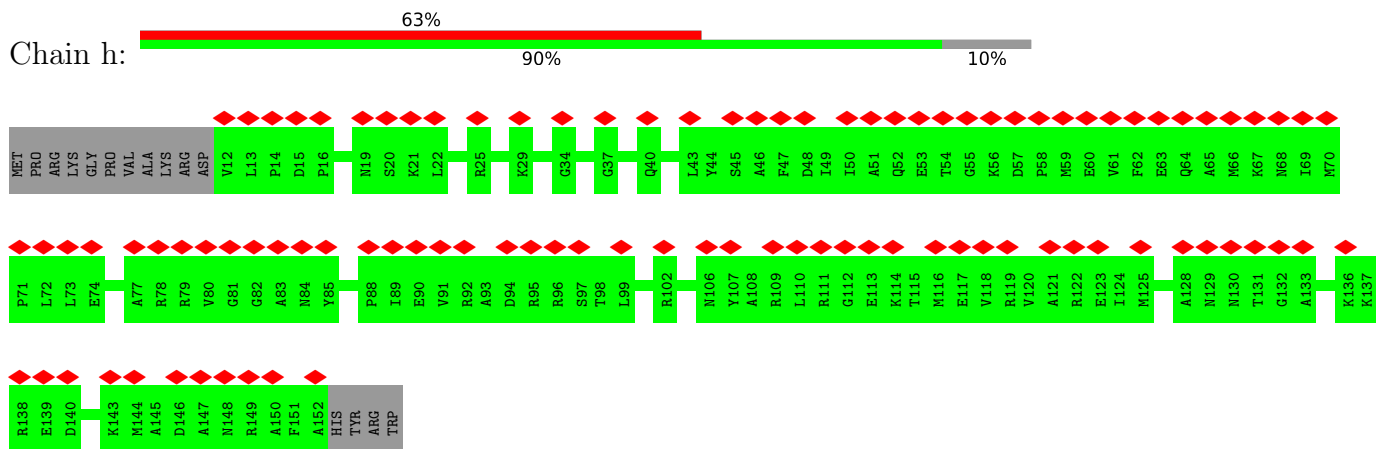 63%
Chain h:
90% 10%
MET PRO ARG LYS GLY PRO VAL ALA LYS ARG ASP V12 L13 P14 D15 P16 N19 S20 K21 L22 R25 K29 G34 G37 Q40 L43 Y44 S45 A46 F47 D48 I49 I50 A51 Q52 E53 T54 G55 K56 D57 P58 M59 E60 V61 F62 E63 Q64 A65 M66 K67 N68 I69 M70
P71 L72 L73 E74 A77 R78 R79 V80 G81 G82 A83 N84 Y85 P88 I89 E90 V91 R92 A93 D94 R95 R96 S97 T98 L99 R102 N106 Y107 A108 R109 L110 R111 G112 E113 K114 T115 M116 E117 V118 R119 V120 A121 R122 E123 I124 M125 A128 N129 N130 T131 G132 A133 K136 K137
R138 E139 D140 K143 M144 A145 D146 A147 N148 R149 A150 F151 A152 HIS TYR ARG TRP